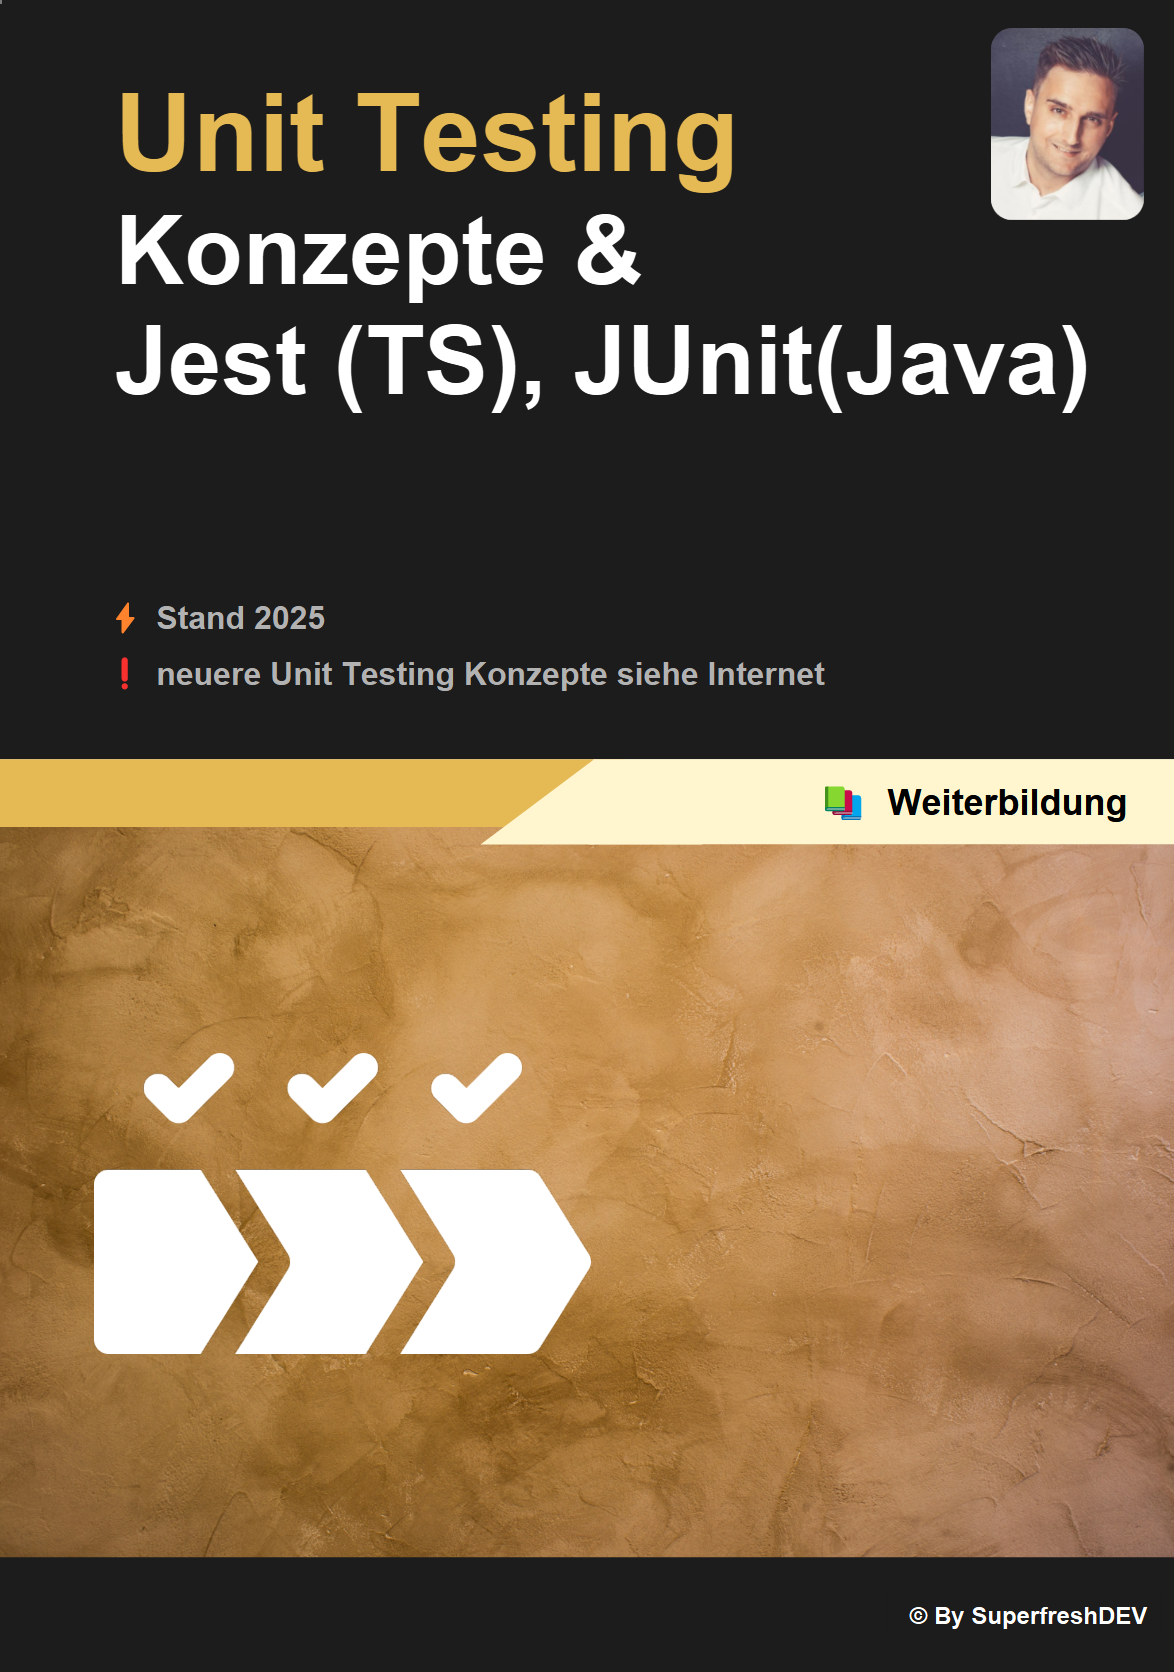 Unit Testing
Konzepte &
Jest (TS), JUnit(Java)
Stand 2025
neuere Unit Testing Konzepte siehe Internet
Weiterbildung
© By SuperfreshDEV